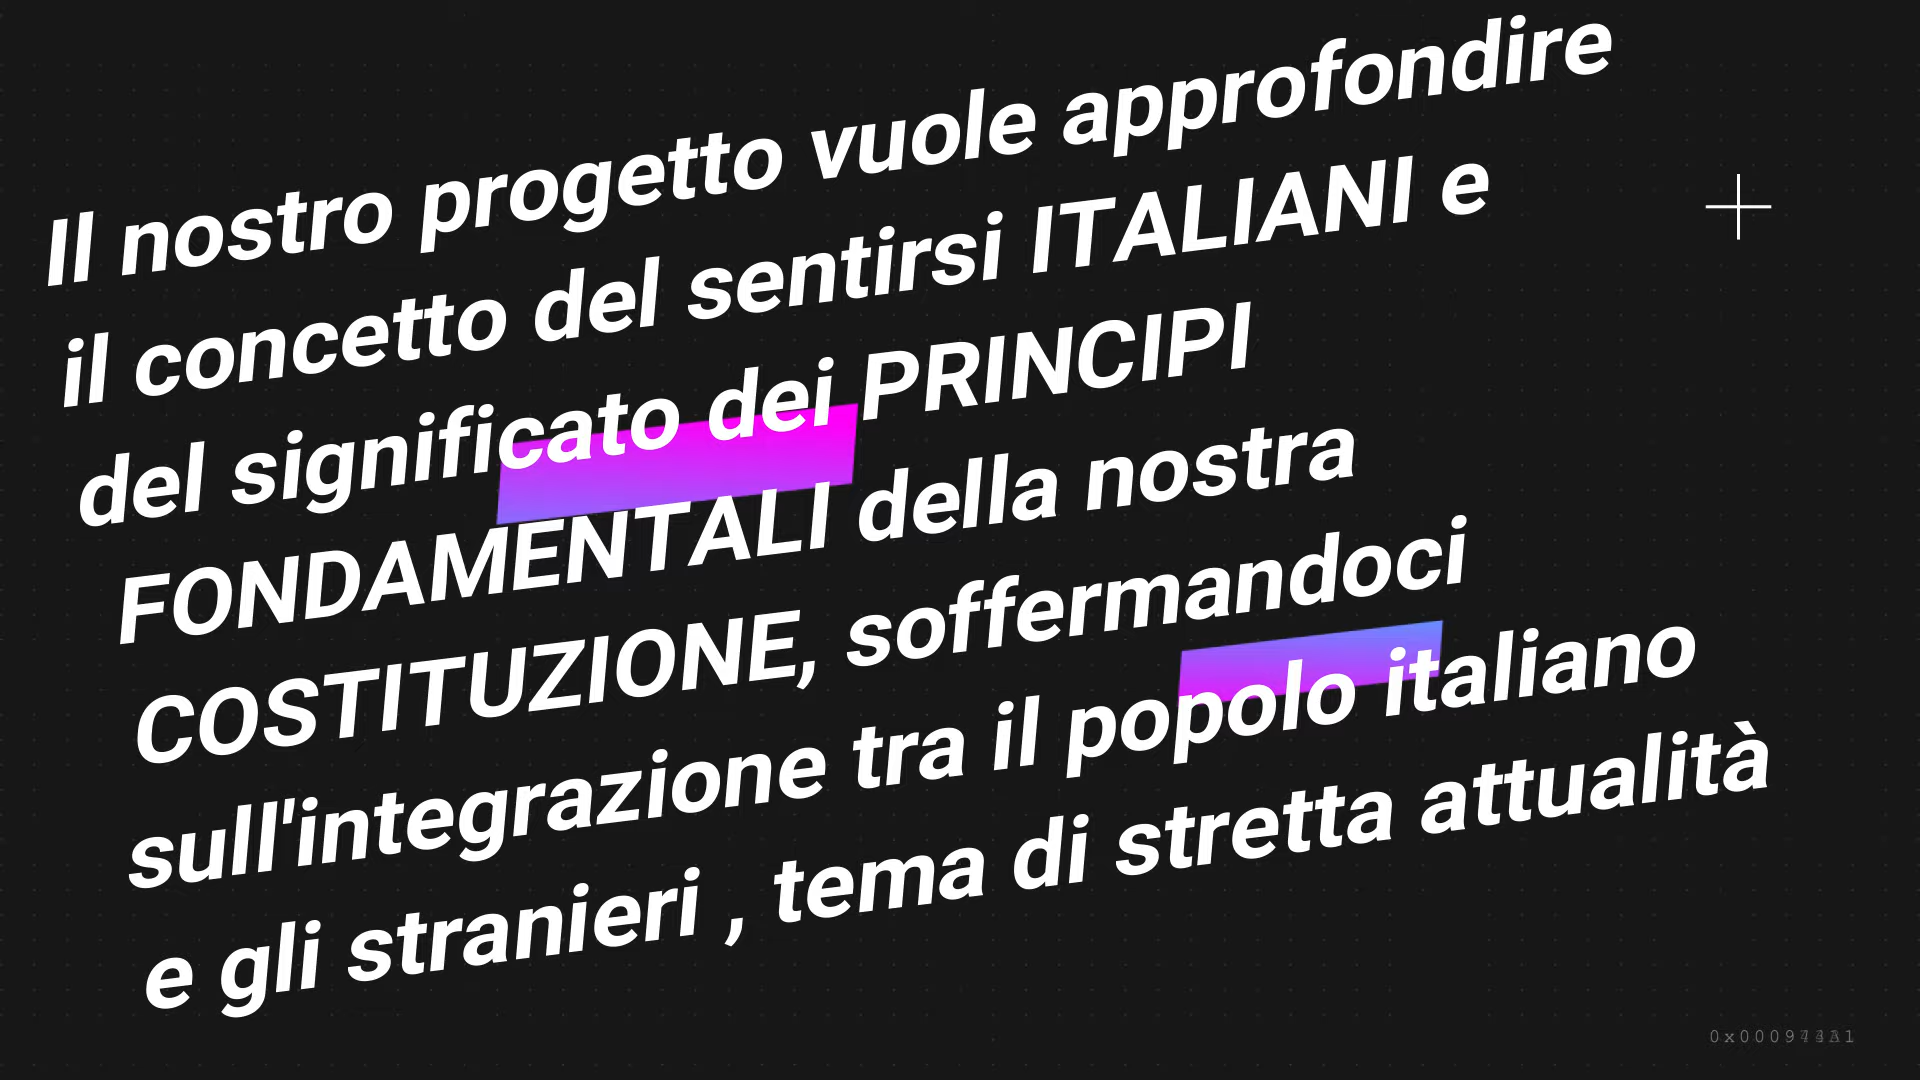 Il nostro progetto vuole approfondire
il concetto del sentirsi ITALIANI e
del significato dei PRINCIPI
FONDAMENTALI della nostra
COSTITUZIONE, soffermandoci
sull'integrazione tra il popolo italiano
e gli stranieri , tema di stretta attualità